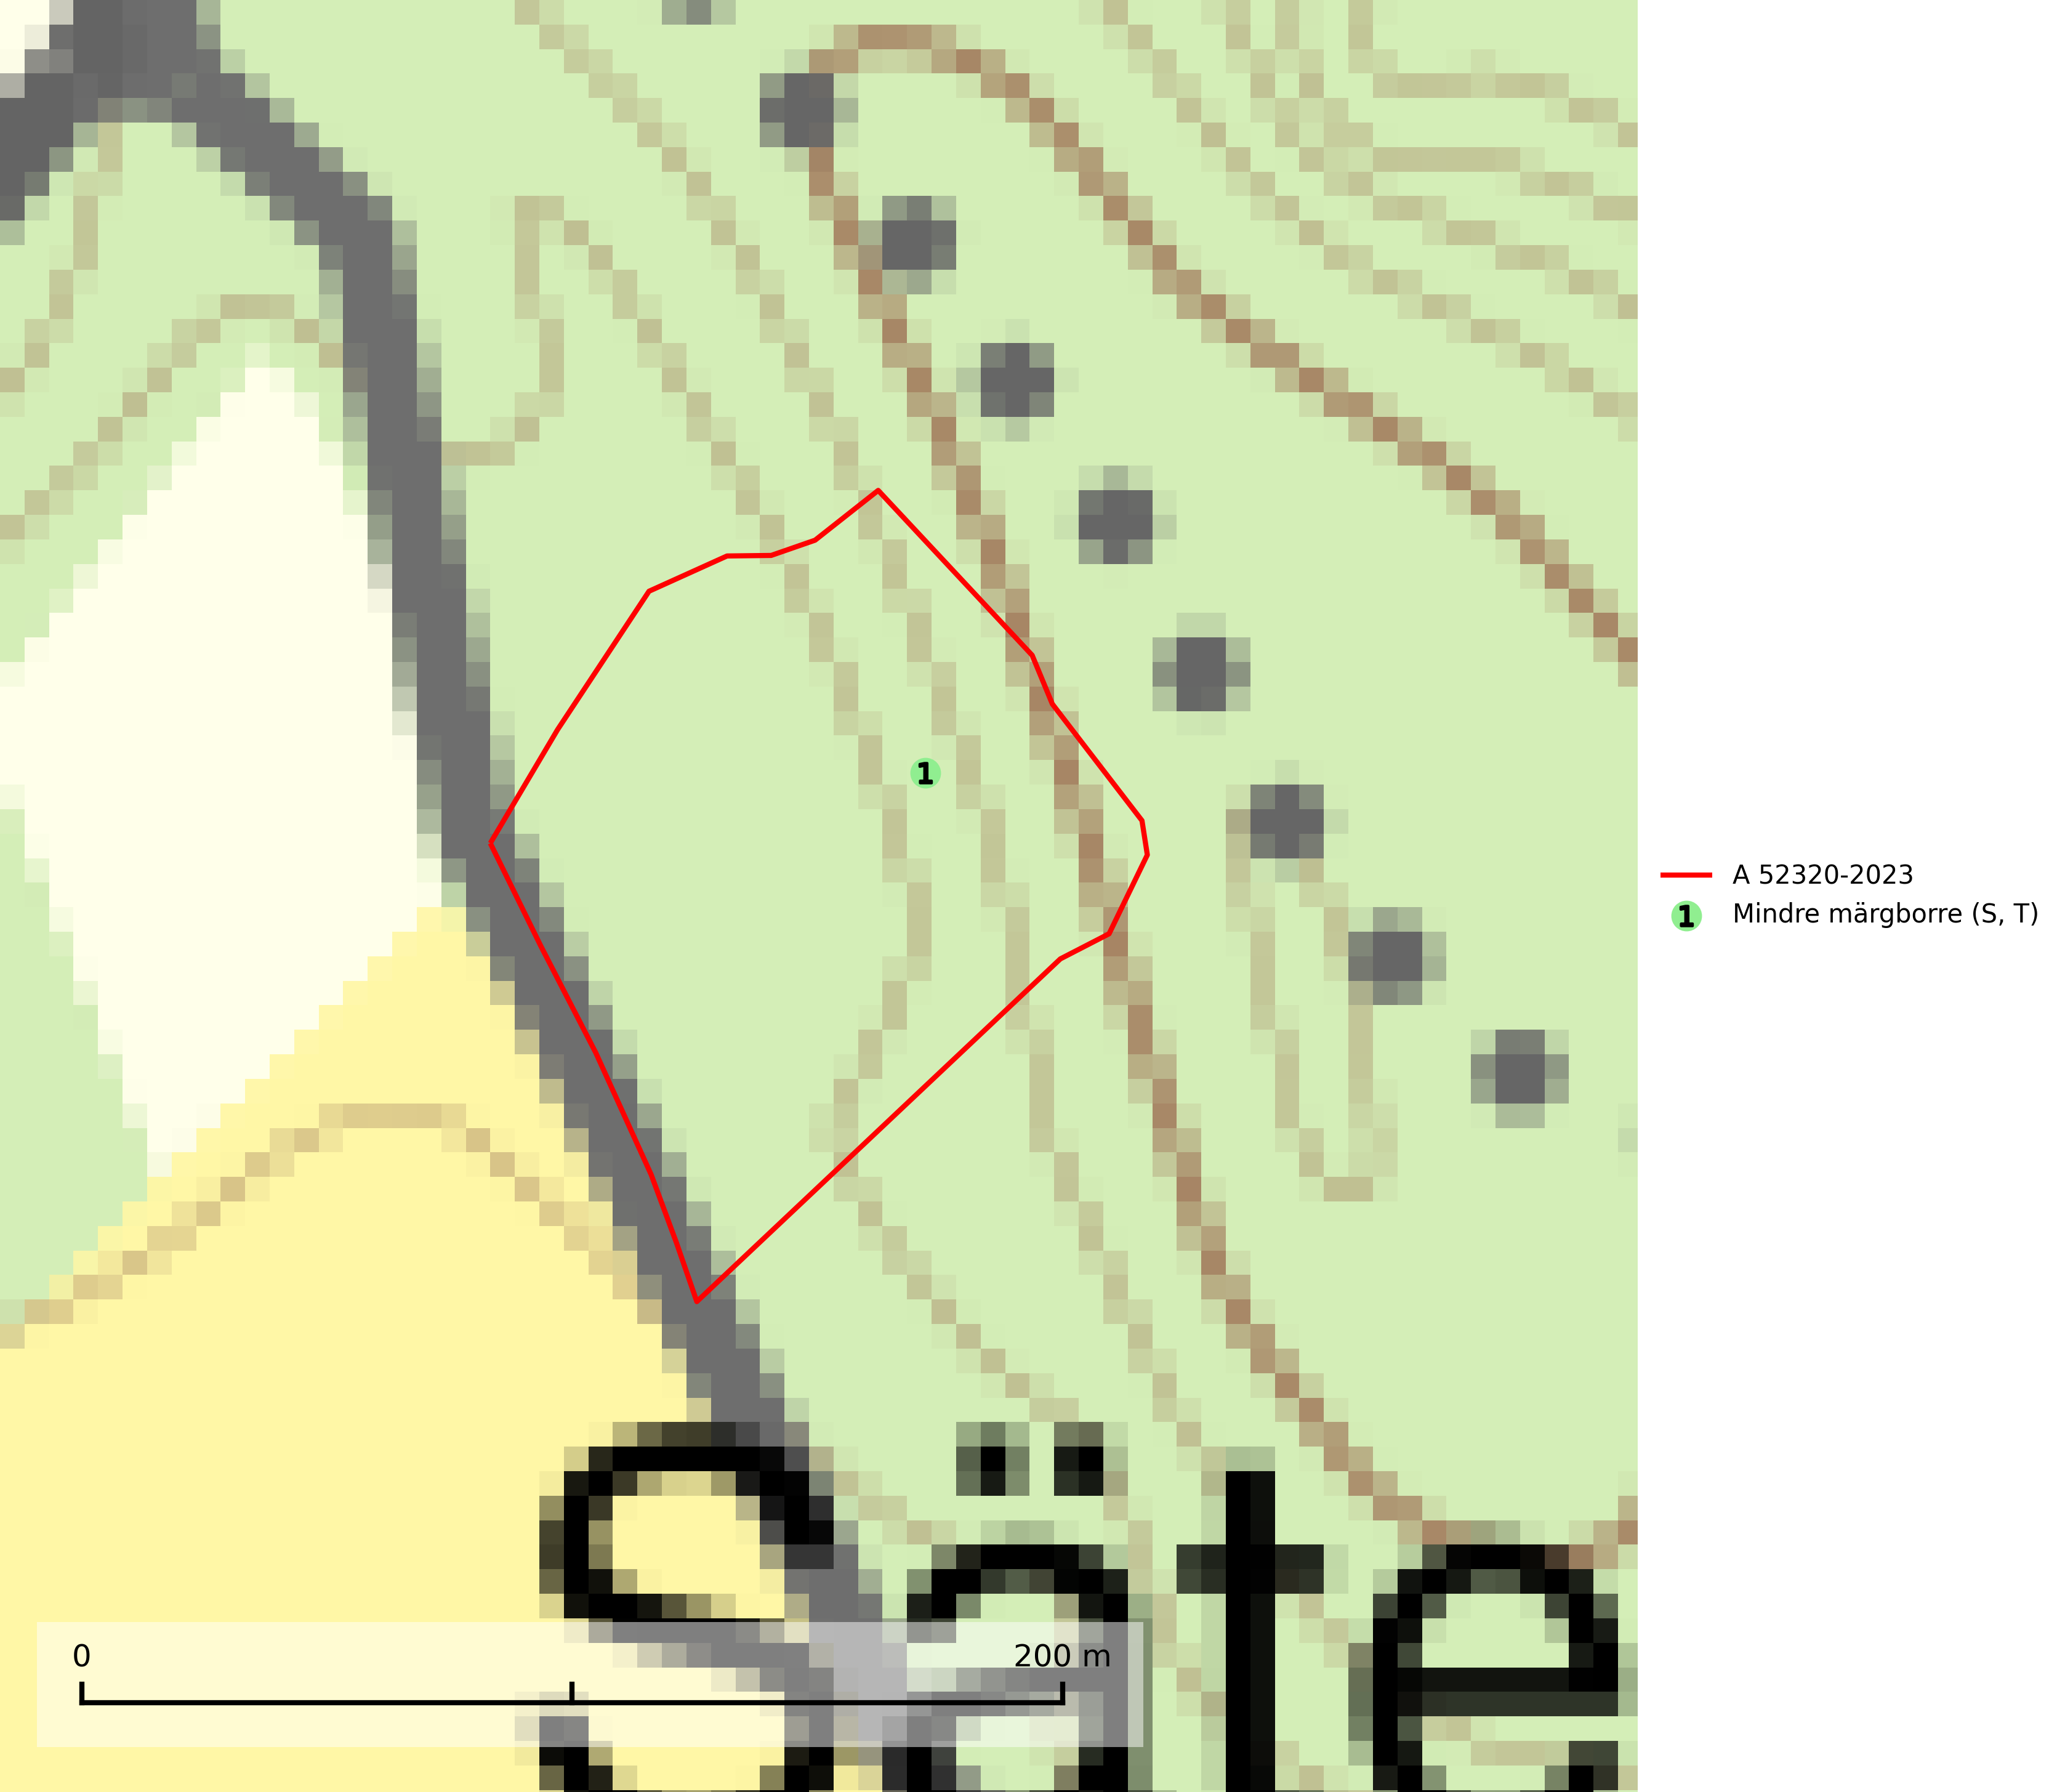 1
A 52320-2023
1 Mindre märgborre (S, T)
0 200 m